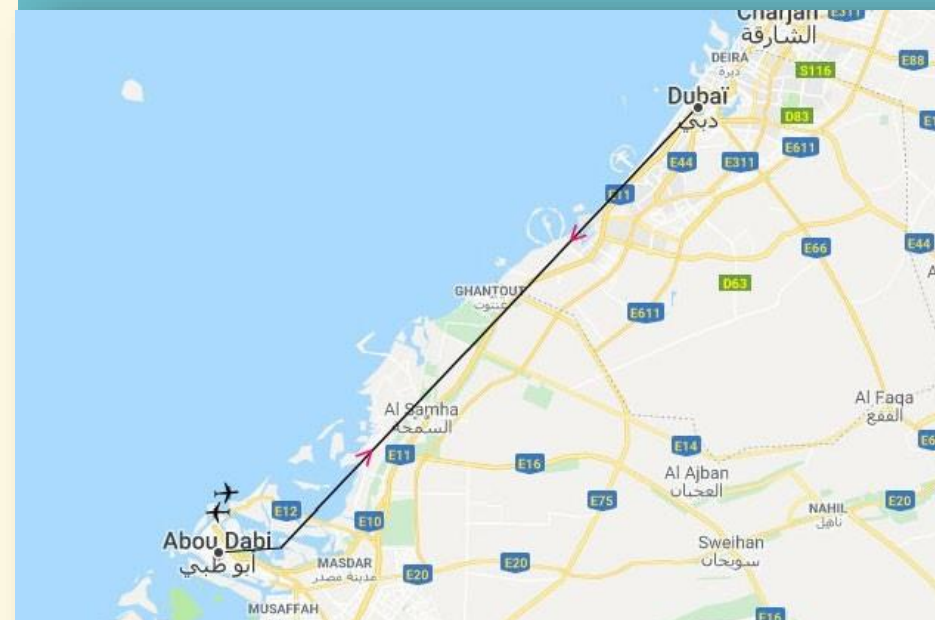 Charjah
الشارقة
E311
DEIRA
ديرة
E88
S116
Dubaï
دبي
D83
E611
E44
E311
E11
E66
E44
D63
GHANTOUT
غنتوت
E611
Al Samha
السمحة
Al Faqa
الفقع
E11
E14
E16
Al Ajban
العجبان
E75
NAHIL
ناهل
E20
E12
E10
Abou Dabi
أبو ظبي
MASDAR
مدينة مصدر
E20
E20
Sweihan
سويحان
MUSAFFAH
E16